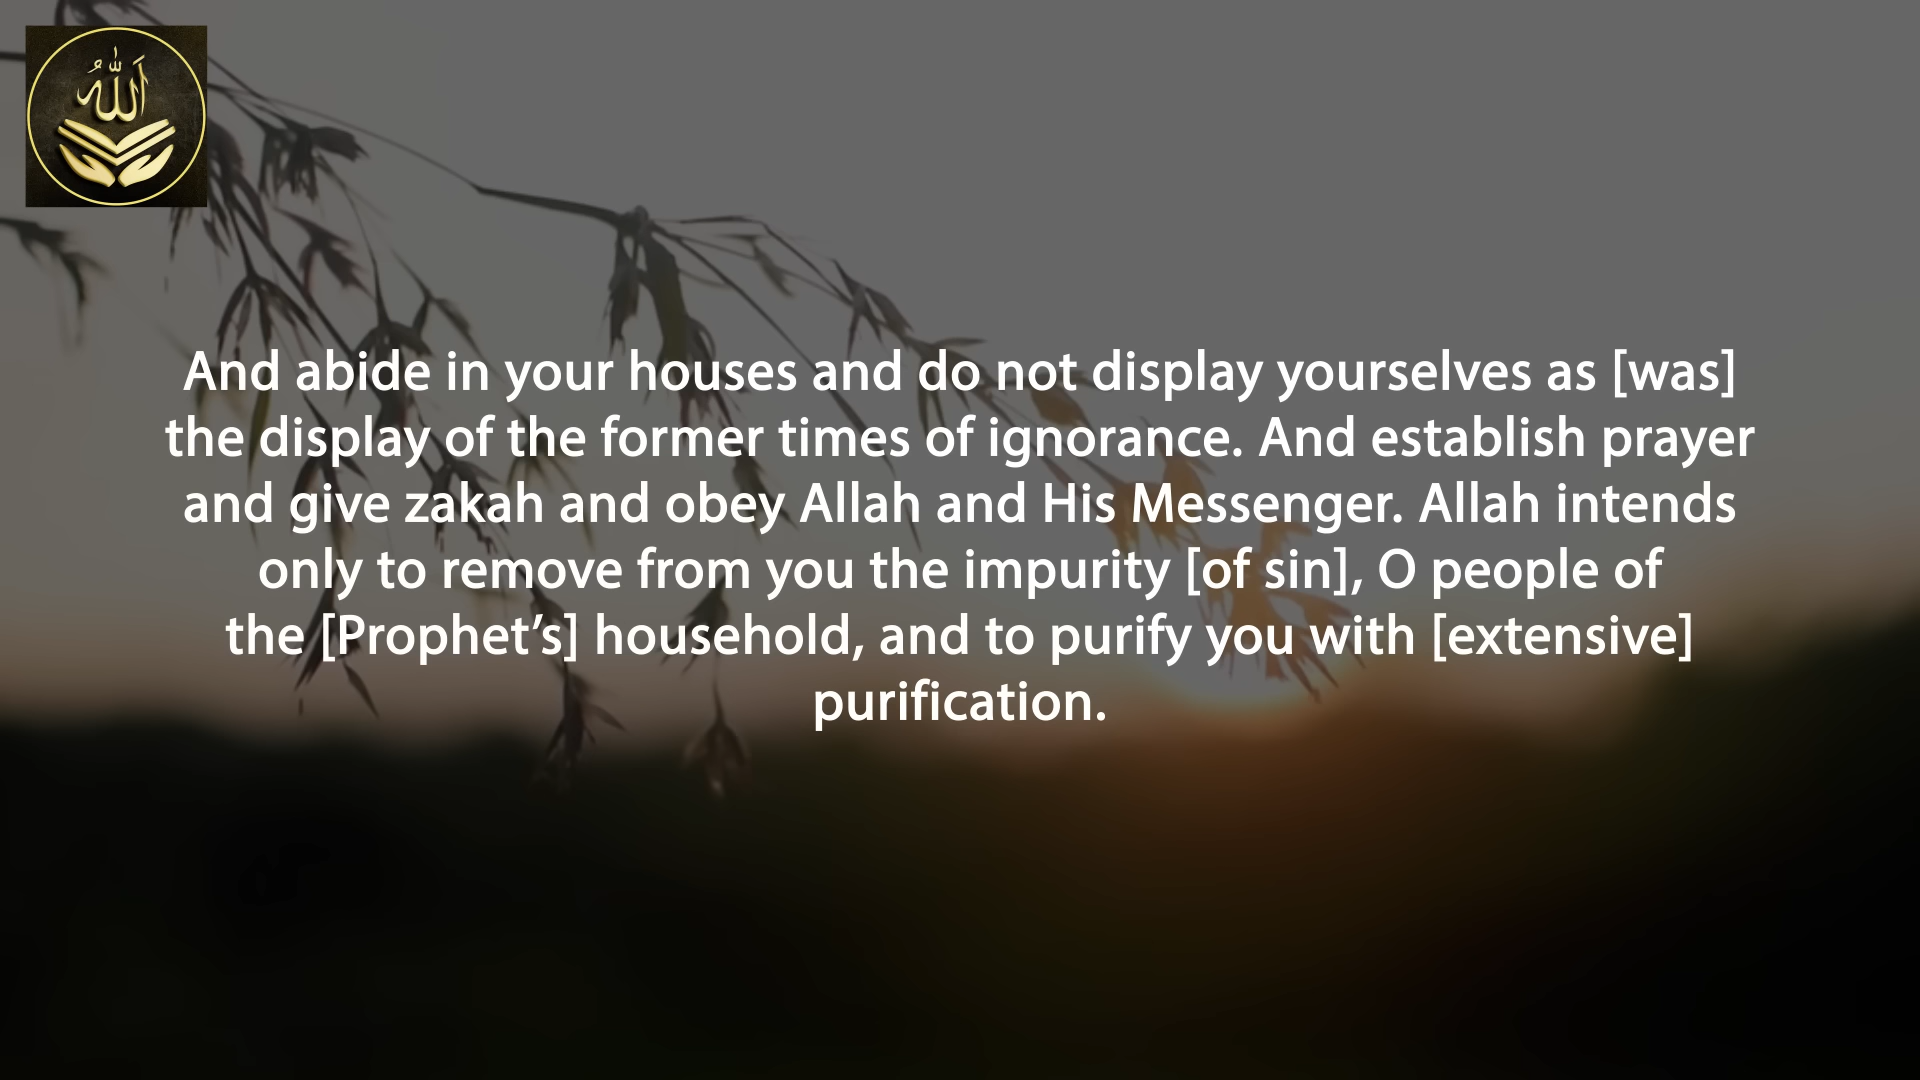 الله
And abide in your houses and do not display yourselves as [was]
the display of the former times of ignorance. And establish prayer
and give zakah and obey Allah and His Messenger. Allah intends
only to remove from you the impurity [of sin], O people of
the [Prophet’s] household, and to purify you with [extensive]
purification.